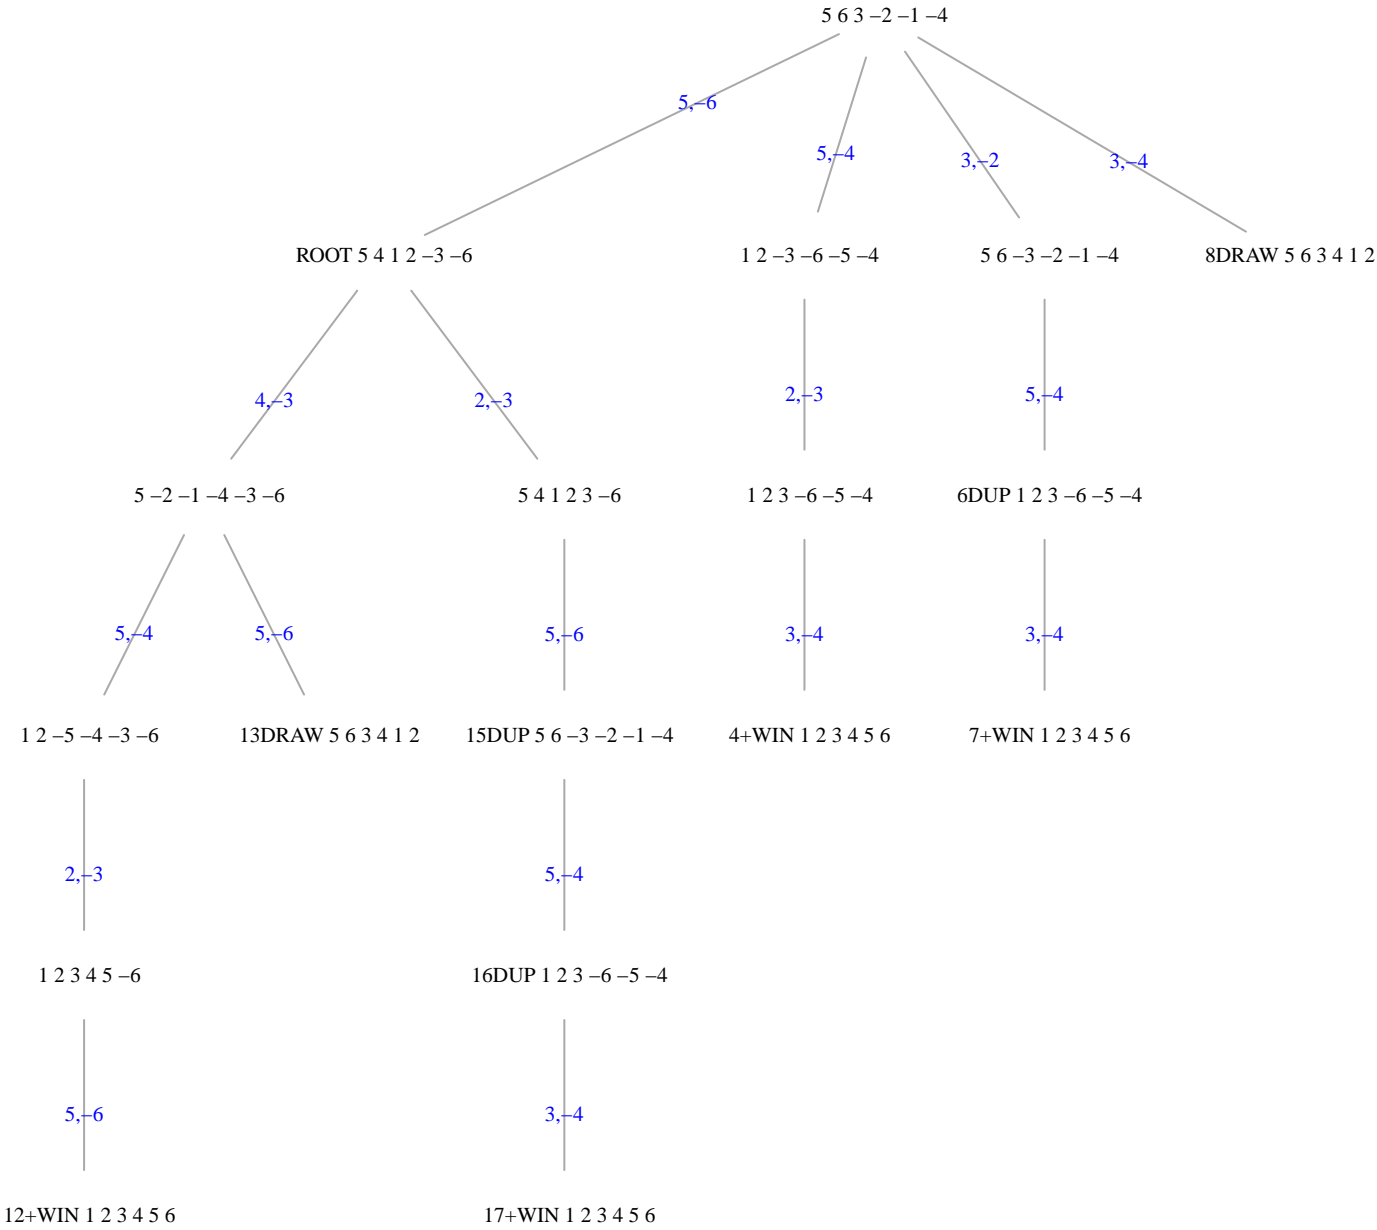 5 6 3 –2 –1 –4
5,–6
5,–4
3,–2
3,–4
ROOT 5 4 1 2 –3 –6
1 2 –3 –6 –5 –4
5 6 –3 –2 –1 –4
8DRAW 5 6 3 4 1 2
4,–3
2,–3
2,–3
5,–4
5 –2 –1 –4 –3 –6
5 4 1 2 3 –6
1 2 3 –6 –5 –4
6DUP 1 2 3 –6 –5 –4
5,–4
5,–6
5,–6
3,–4
3,–4
1 2 –5 –4 –3 –6
13DRAW 5 6 3 4 1 2
15DUP 5 6 –3 –2 –1 –4
4+WIN 1 2 3 4 5 6
7+WIN 1 2 3 4 5 6
2,–3
5,–4
1 2 3 4 5 –6
16DUP 1 2 3 –6 –5 –4
5,–6
3,–4
12+WIN 1 2 3 4 5 6
17+WIN 1 2 3 4 5 6